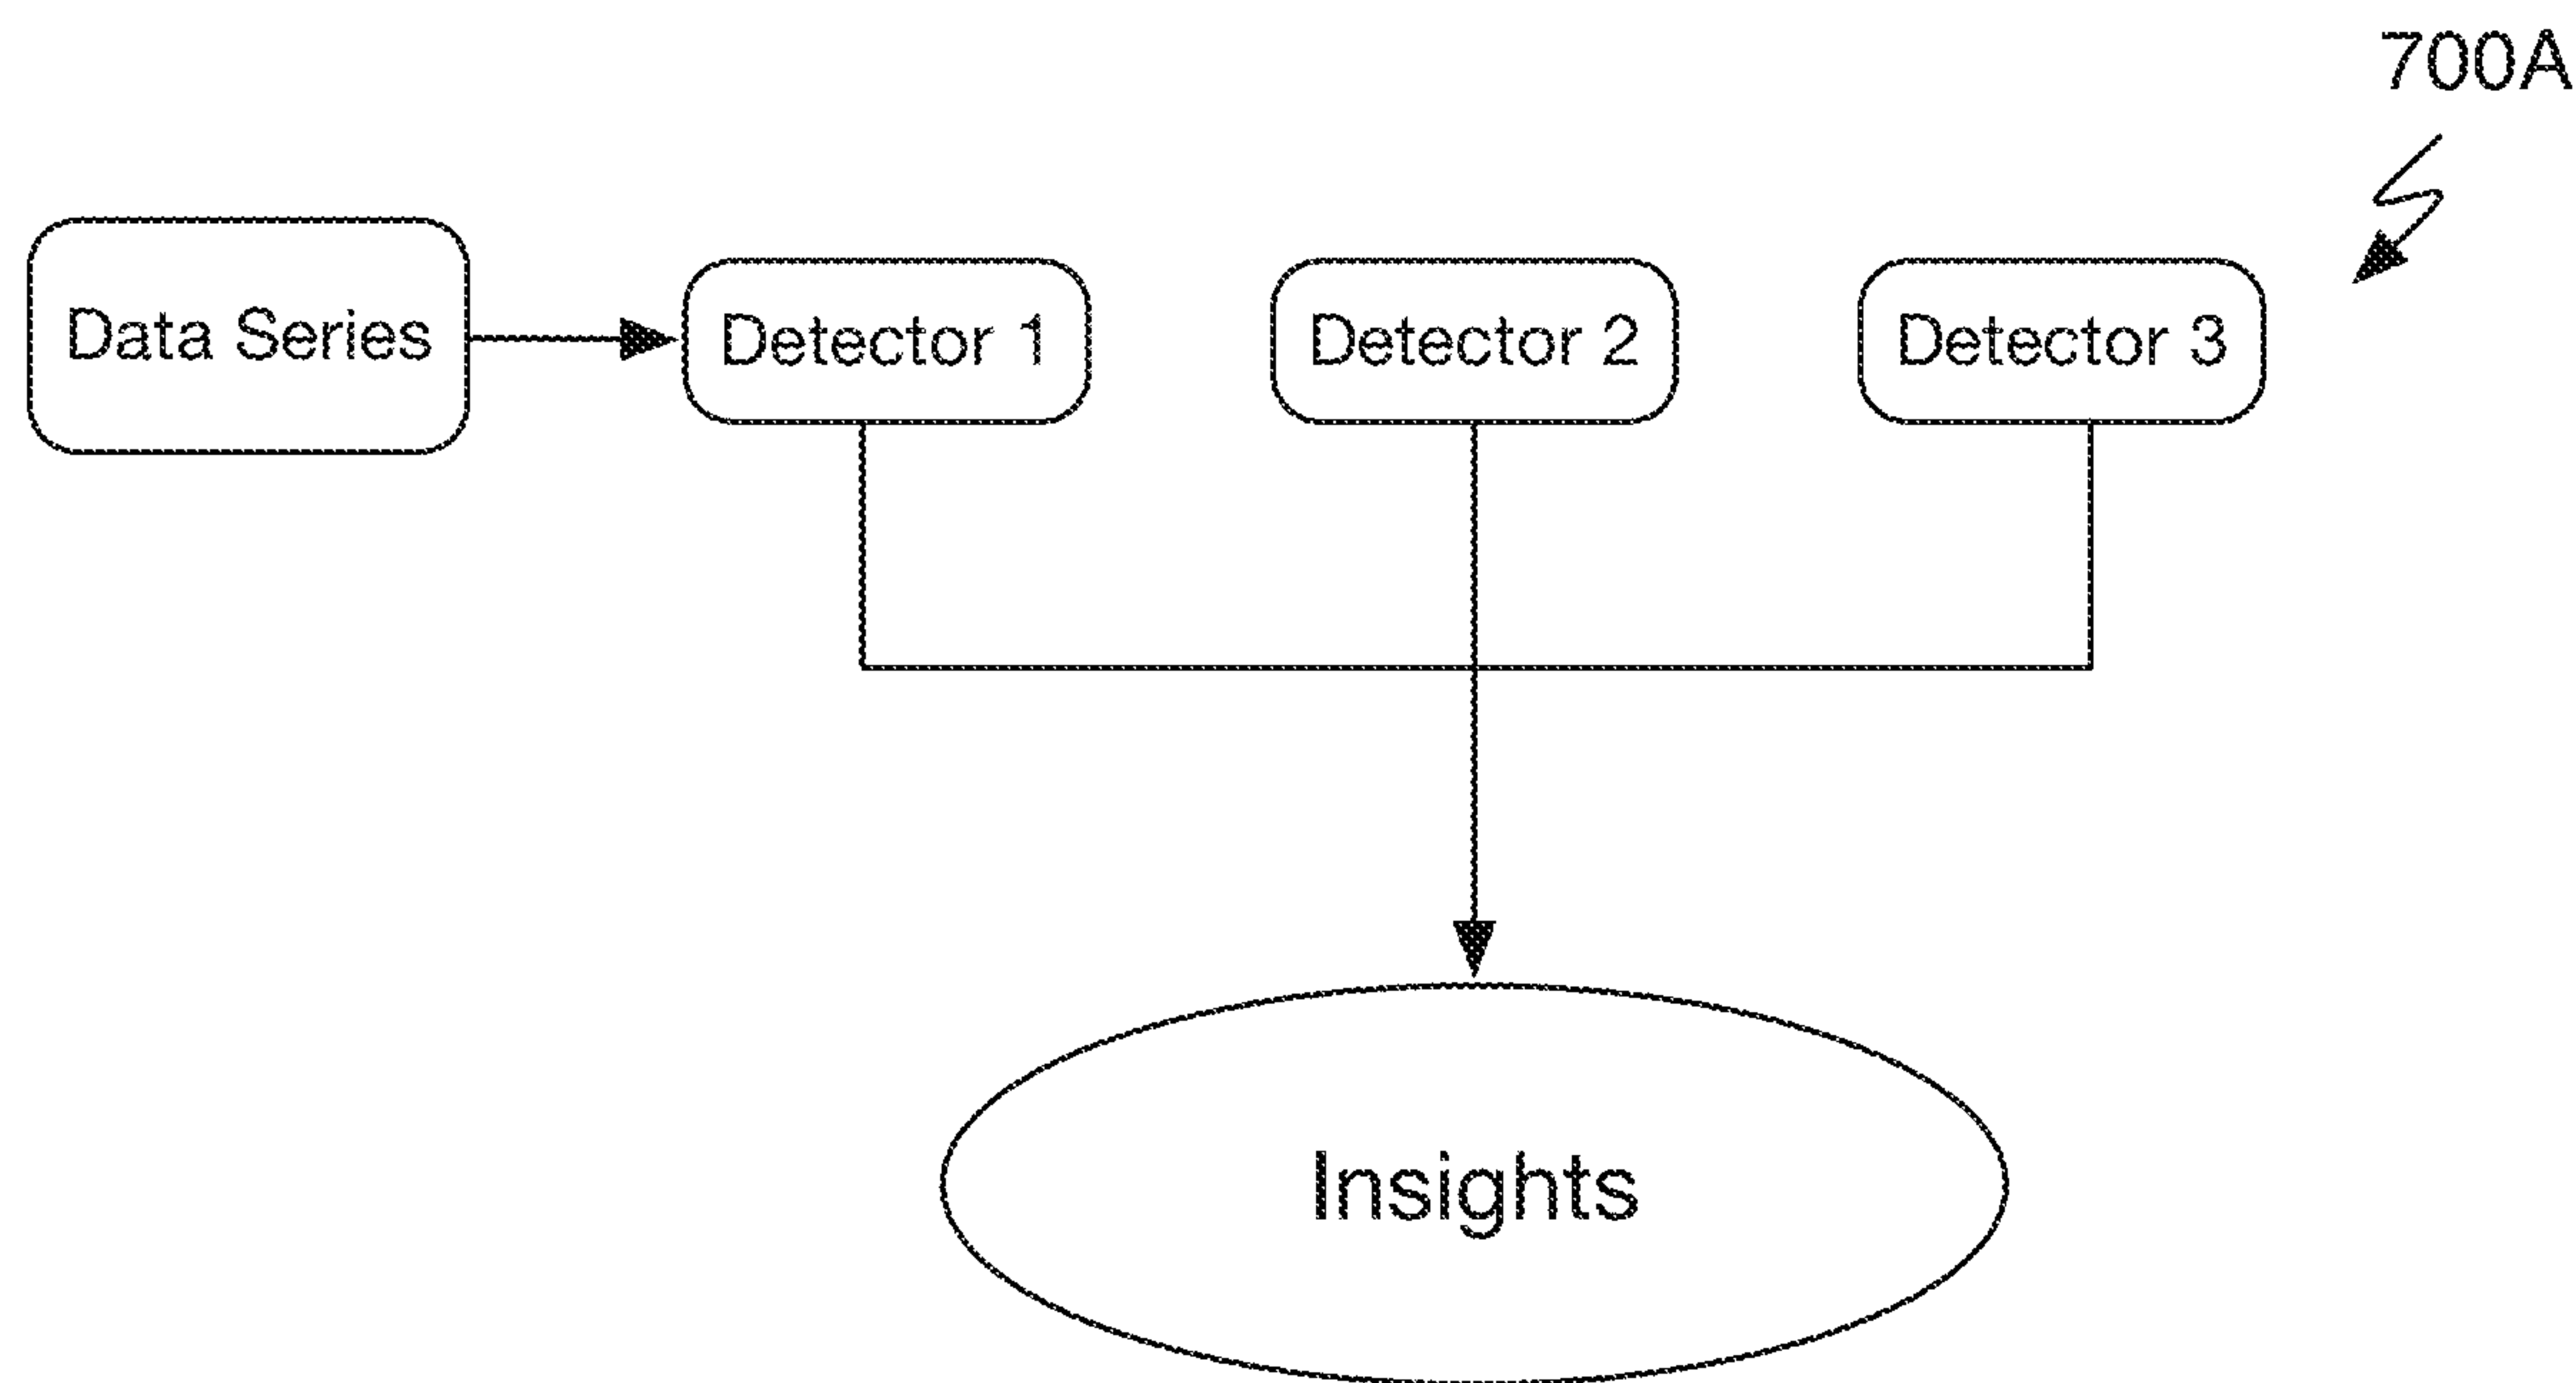 700A
Data Series
Detector 1
Detector 2
Detector 3
Insights